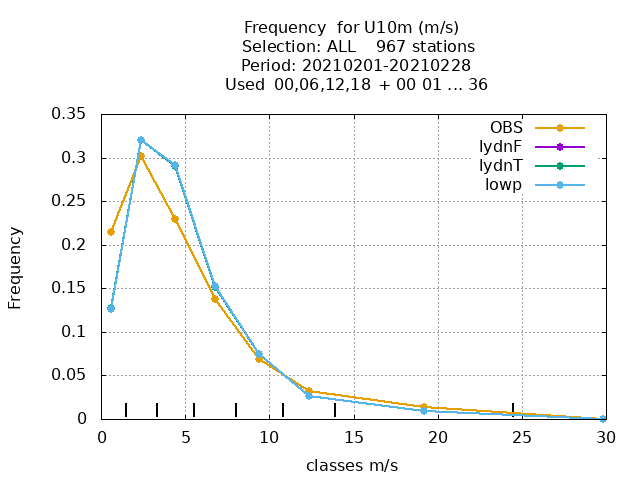 Frequency  for U10m (m/s)
Selection: ALL    967 stations
Period: 20210201-20210228
Used  00,06,12,18  + 00 01 ... 36
0.35
0.3
0.25
0.2
0.15
0.1
0.05
0
Frequency
OBS
lydnF
lydnT
lowp
0 5 10 15 20 25 30
classes m/s